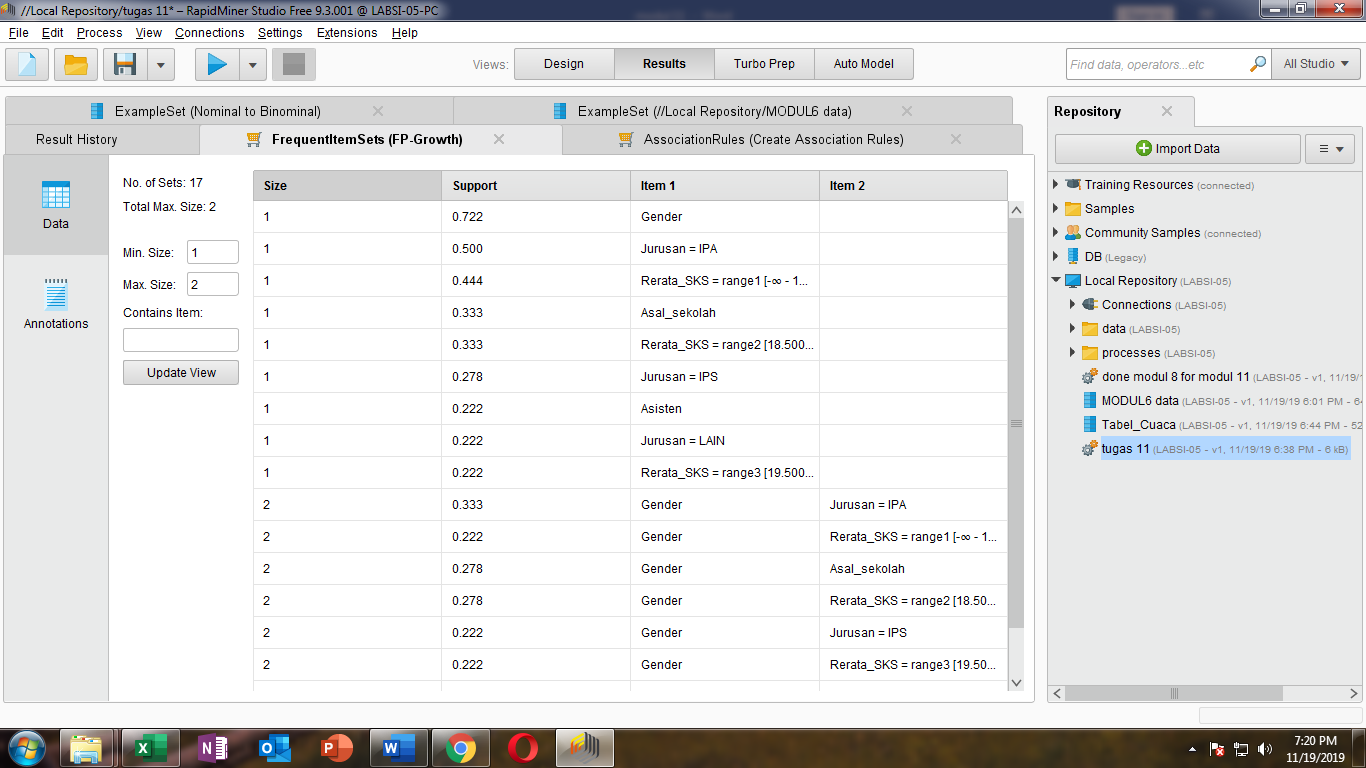 //Local Repository/tugas 11* – RapidMiner Studio Free 9.3.001 @ LABSI-05-PC
File Edit Process View Connections Settings Extensions Help
Views: Design Results Turbo Prep Auto Model Find data, operators...etc All Studio
ExampleSet (Nominal to Binominal) ExampleSet (//Local Repository/MODUL6 data)
Result History FrequentItemSets (FP-Growth) AssociationRules (Create Association Rules)
Data
Annotations
No. of Sets: 17
Total Max. Size: 2
Min. Size: 1
Max. Size: 2
Contains Item:
Update View
Size Support Item 1 Item 2
1 0.722 Gender
1 0.500 Jurusan = IPA
1 0.444 Rerata_SKS = range1 [-∞ - 1...
1 0.333 Asal_sekolah
1 0.333 Rerata_SKS = range2 [18.500...
1 0.278 Jurusan = IPS
1 0.222 Asisten
1 0.222 Jurusan = LAIN
1 0.222 Rerata_SKS = range3 [19.500...
2 0.333 Gender Jurusan = IPA
2 0.222 Gender Rerata_SKS = range1 [-∞ - 1...
2 0.278 Gender Asal_sekolah
2 0.278 Gender Rerata_SKS = range2 [18.50...
2 0.222 Gender Jurusan = IPS
2 0.222 Gender Rerata_SKS = range3 [19.50...
Repository
Import Data
Training Resources (connected)
Samples
Community Samples (connected)
DB (Legacy)
Local Repository (LABSI-05)
Connections (LABSI-05)
data (LABSI-05)
processes (LABSI-05)
done modul 8 for modul 11 (LABSI-05 - v1, 11/19/
MODUL6 data (LABSI-05 - v1, 11/19/19 6:01 PM - 6
Tabel_Cuaca (LABSI-05 - v1, 11/19/19 6:44 PM - 52
tugas 11 (LABSI-05 - v1, 11/19/19 6:38 PM - 6 kB)
7:20 PM
11/19/2019